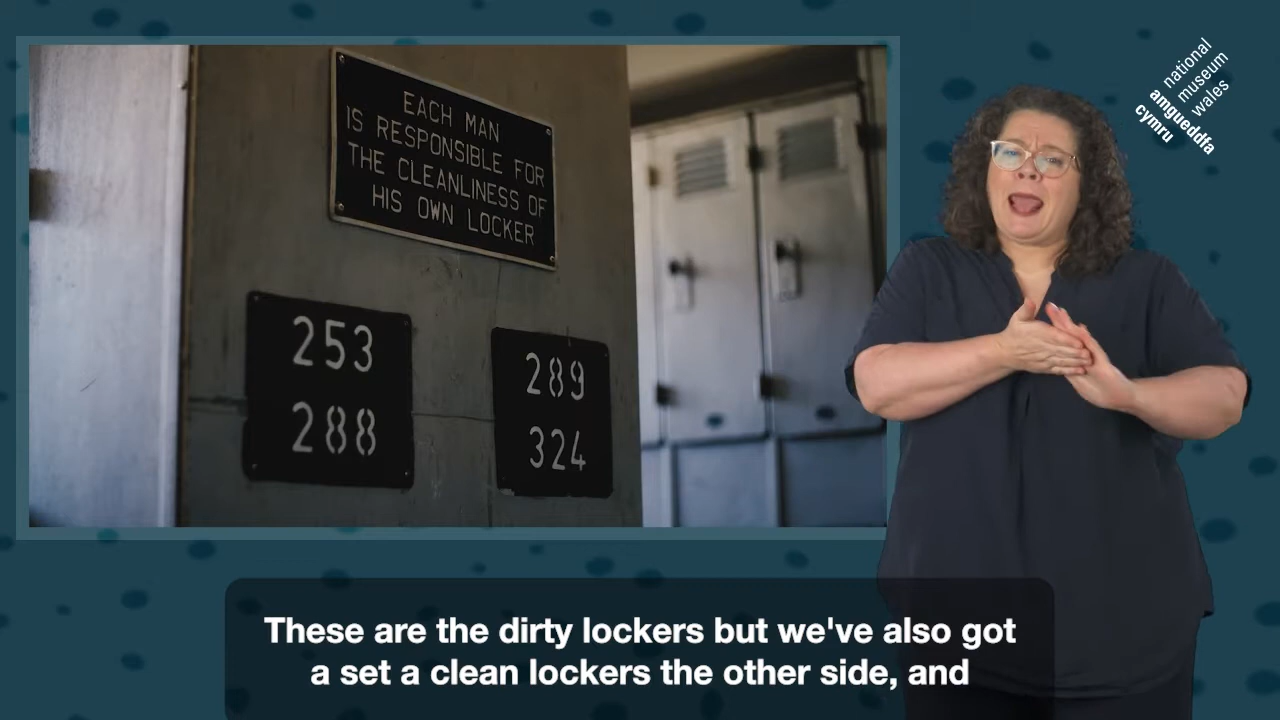 EACH MAN
IS RESPONSIBLE FOR
THE CLEANLINESS OF
HIS OWN LOCKER
253
288
289
324
national
museum
wales
amgueddfa
cymru
These are the dirty lockers but we've also got
a set a clean lockers the other side, and